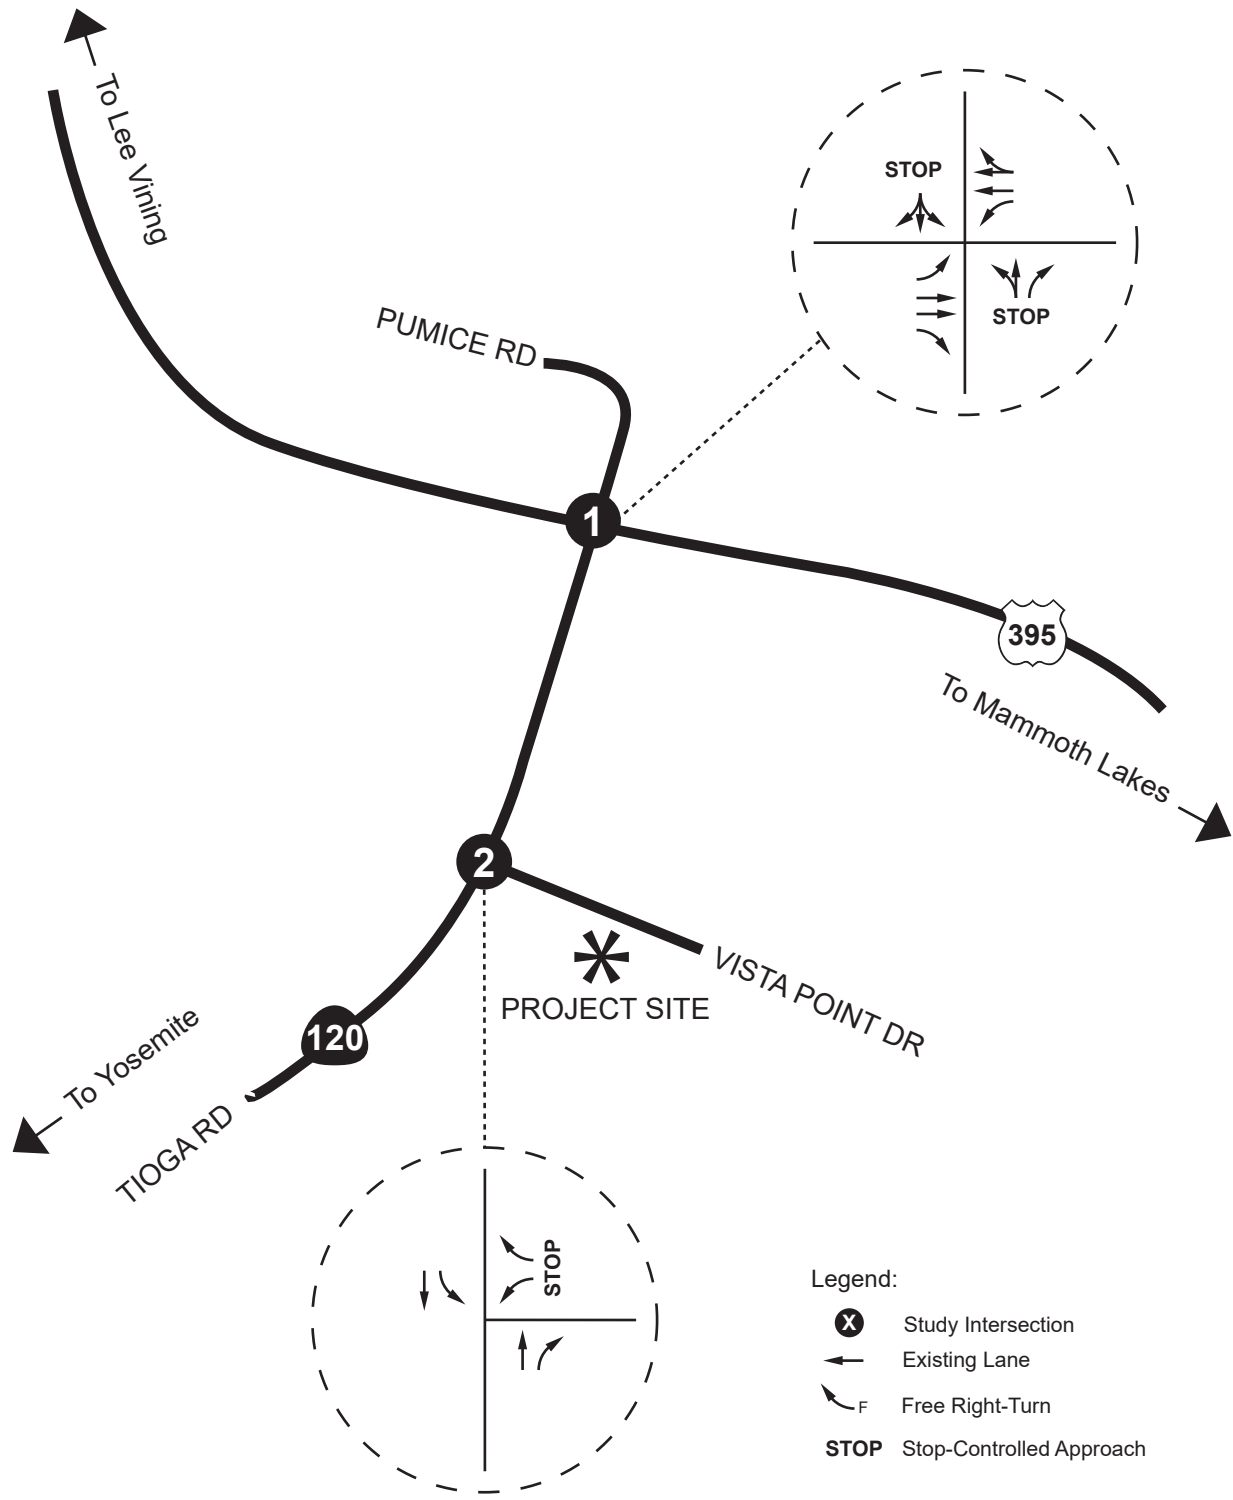 To Lee Vining
STOP
STOP
PUMICE RD
1
395
To Mammoth Lakes
2
PROJECT SITE
VISTA POINT DR
120
To Yosemite
TIOGA RD
STOP
Legend:
X Study Intersection
Existing Lane
F Free Right-Turn
STOP Stop-Controlled Approach